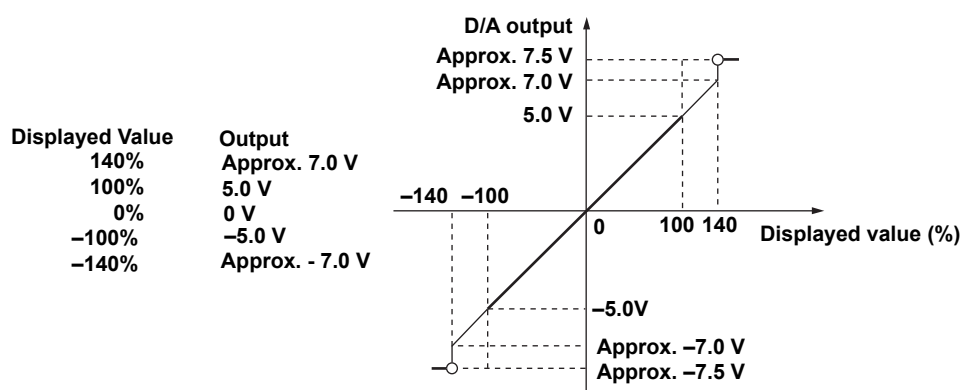 D/A output
Approx. 7.5 V
Approx. 7.0 V
5.0 V
Displayed Value Output
140% Approx. 7.0 V
100% 5.0 V
0% 0 V
–100% –5.0 V
–140% Approx. - 7.0 V
–140 –100
0 100 140
Displayed value (%)
–5.0V
Approx. –7.0 V
Approx. –7.5 V